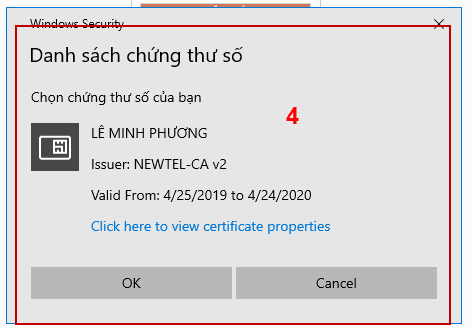 Windows Security
Danh sách chứng thư số
Chọn chứng thư số của bạn
4
LÊ MINH PHƯƠNG
Issuer: NEWTEL-CA v2
Valid From: 4/25/2019 to 4/24/2020
Click here to view certificate properties
OK
Cancel